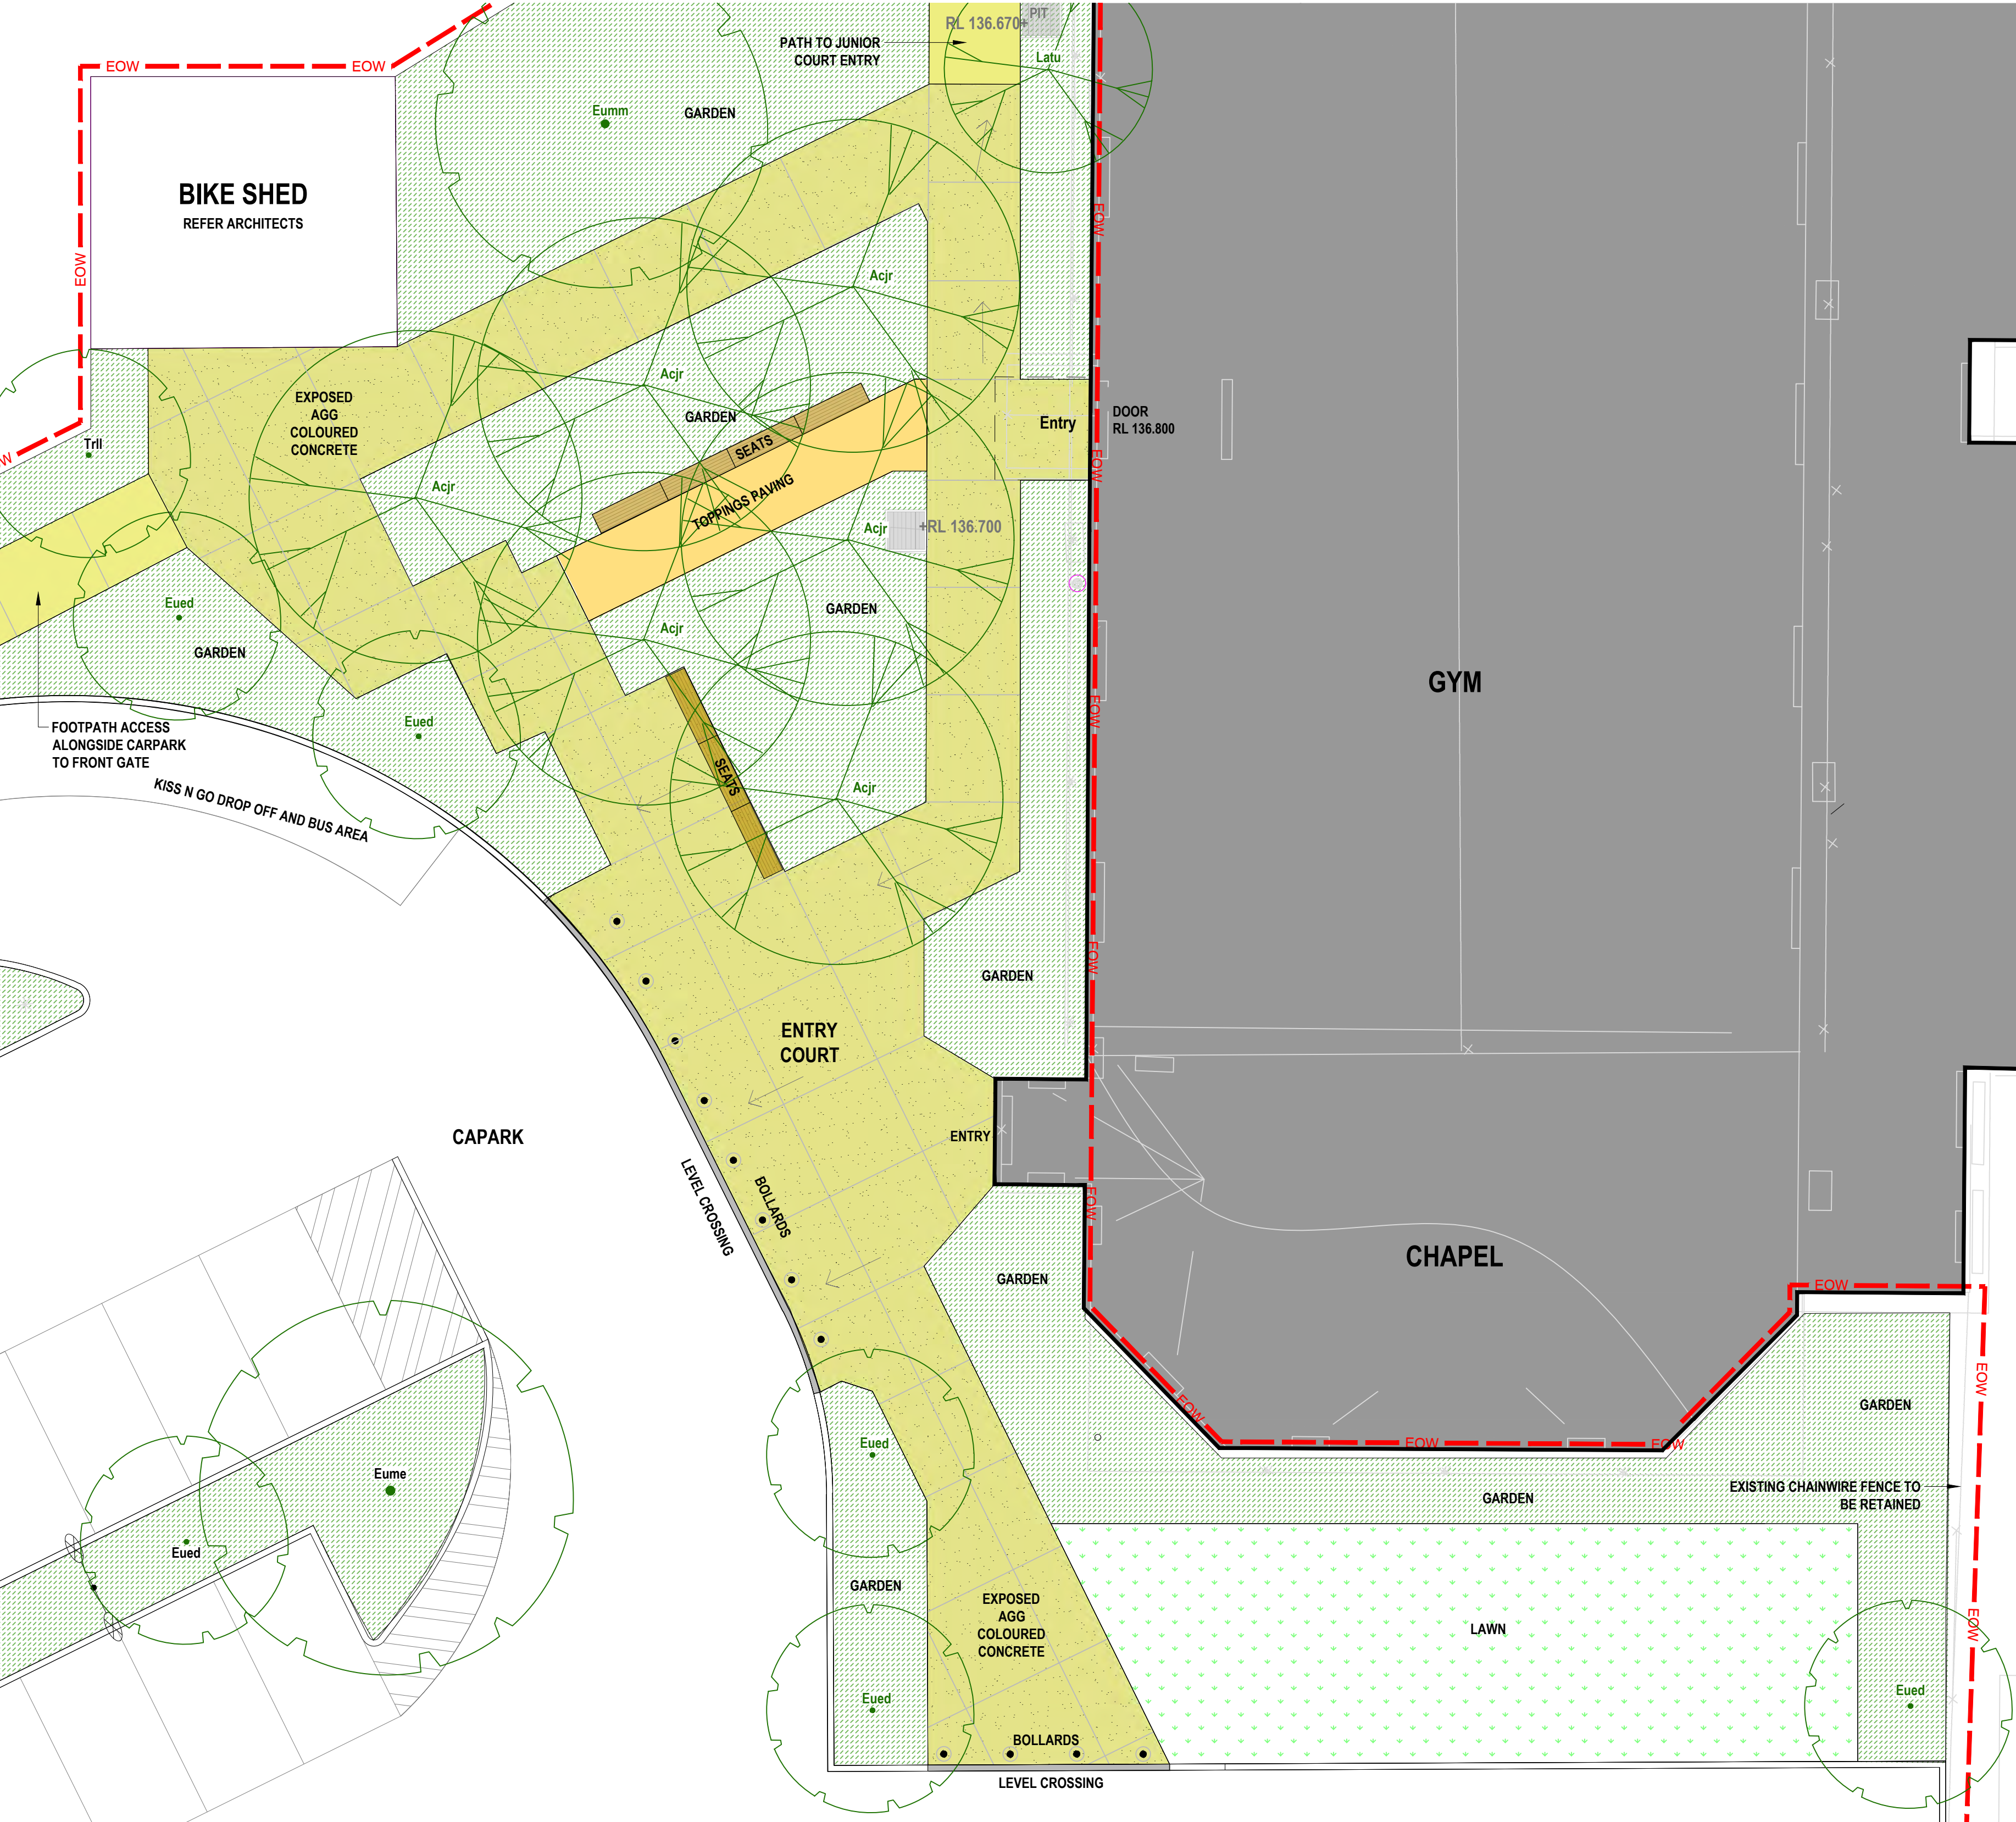 RL 136.670+
PIT
PATH TO JUNIOR
COURT ENTRY
Latu
EOW
EOW
Eumm
GARDEN
BIKE SHED
REFER ARCHITECTS
EOW
EOW
Acjr
Acjr
EXPOSED
AGG
COLOURED
CONCRETE
GARDEN
SEATS
Entry
DOOR
RL 136.800
Trll
W
EOW
Acjr
TOPPINGS PAVING
Acjr
+RL 136.700
Eued
GARDEN
GARDEN
Acjr
GYM
EOW
Eued
FOOTPATH ACCESS
ALONGSIDE CARPARK
TO FRONT GATE
KISS N GO DROP OFF AND BUS AREA
SEATS
Acjr
EOW
GARDEN
ENTRY
COURT
CAPARK
ENTRY
LEVEL CROSSING
BOLLARDS
EOW
CHAPEL
GARDEN
EOW
EOW
GARDEN
EOW
EOW
EOW
Eued
Eume
EXISTING CHAINWIRE FENCE TO
BE RETAINED
GARDEN
Eued
GARDEN
EXPOSED
AGG
COLOURED
CONCRETE
LAWN
EOW
Eued
Eued
BOLLARDS
LEVEL CROSSING